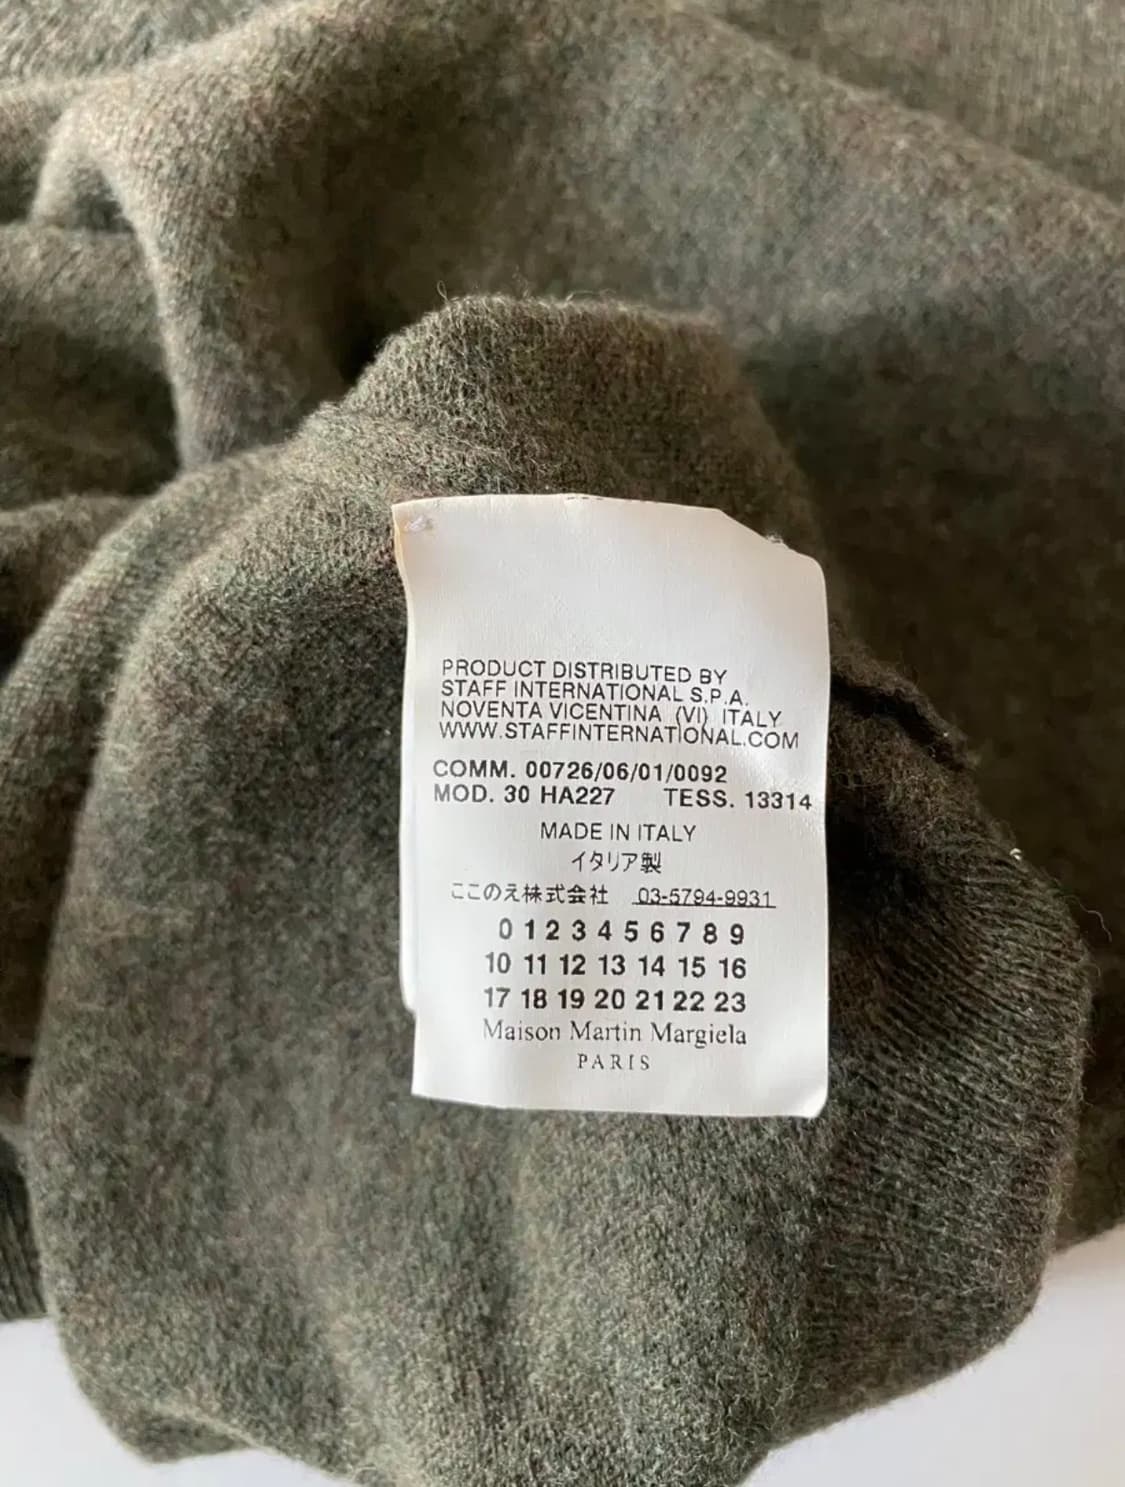 PRODUCT DISTRIBUTED BY
STAFF INTERNATIONAL S.P.A.
NOVENTA VICENTINA (VI) ITALY
WWW.STAFFINTERNATIONAL.COM
COMM. 00726/06/01/0092
MOD. 30 HA227 TESS. 13314
MADE IN ITALY
イタリア製
ここのえ株式会社 03-5794-9931
0 1 2 3 4 5 6 7 8 9
10 11 12 13 14 15 16
17 18 19 20 21 22 23
Maison Martin Margiela
PARIS